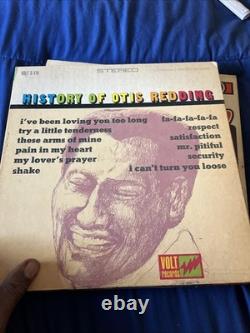 STEREO
HISTORY OF OTIS REDDING
i've been loving you too long
try a little tenderness
these arms of mine
pain in my heart
my lover's prayer
shake
fa-fa-fa-fa-fa
respect
satisfaction
mr. pitiful
security
i can't turn you loose
VOLT
records